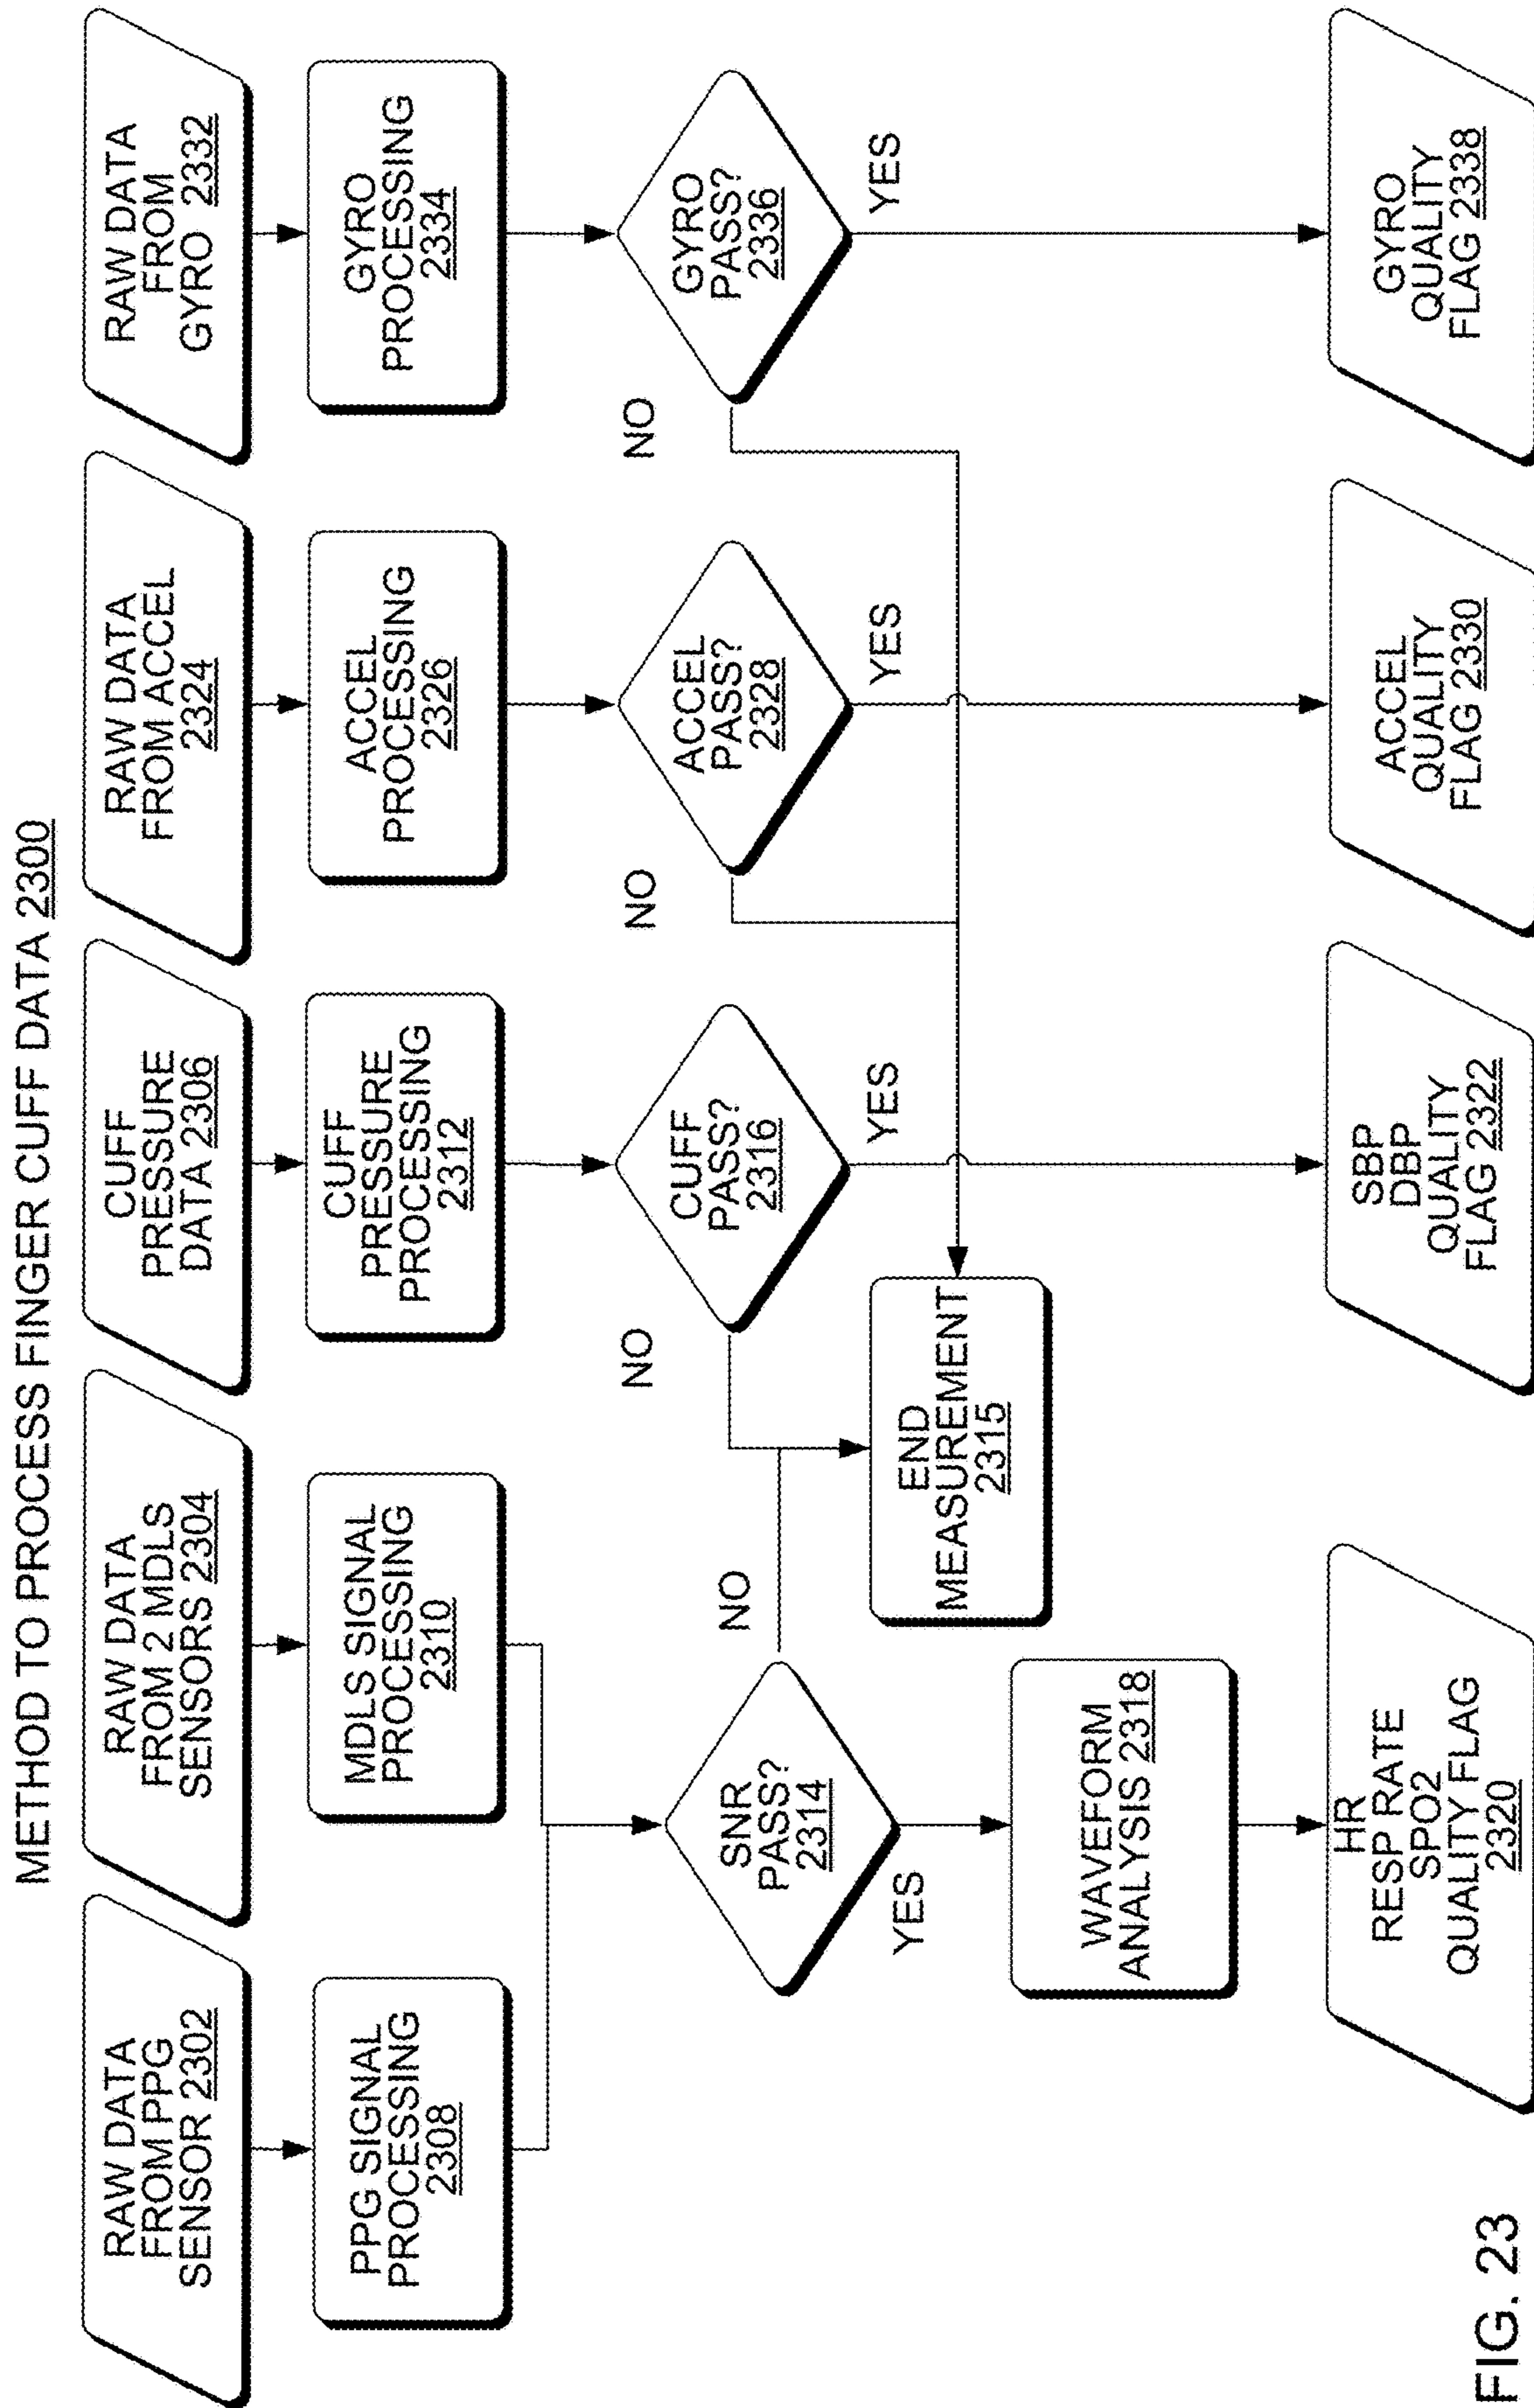 METHOD TO PROCESS FINGER CUFF DATA 2300
RAW DATA
FROM PPG
SENSOR 2302
RAW DATA
FROM 2 MDLS
SENSORS 2304
CUFF
PRESSURE
DATA 2306
RAW DATA
FROM ACCEL
2324
RAW DATA
FROM
GYRO 2332
PPG SIGNAL
PROCESSING
2308
MDLS SIGNAL
PROCESSING
2310
CUFF
PRESSURE
PROCESSING
2312
ACCEL
PROCESSING
2326
GYRO
PROCESSING
2334
SNR
PASS?
2314
NO
YES
CUFF
PASS?
2316
NO
YES
ACCEL
PASS?
2328
NO
YES
GYRO
PASS?
2336
NO
YES
END
MEASUREMENT
2315
WAVEFORM
ANALYSIS 2318
HR
RESP RATE
SPO2
QUALITY FLAG
2320
SBP
DBP
QUALITY
FLAG 2322
ACCEL
QUALITY
FLAG 2330
GYRO
QUALITY
FLAG 2338
FIG. 23